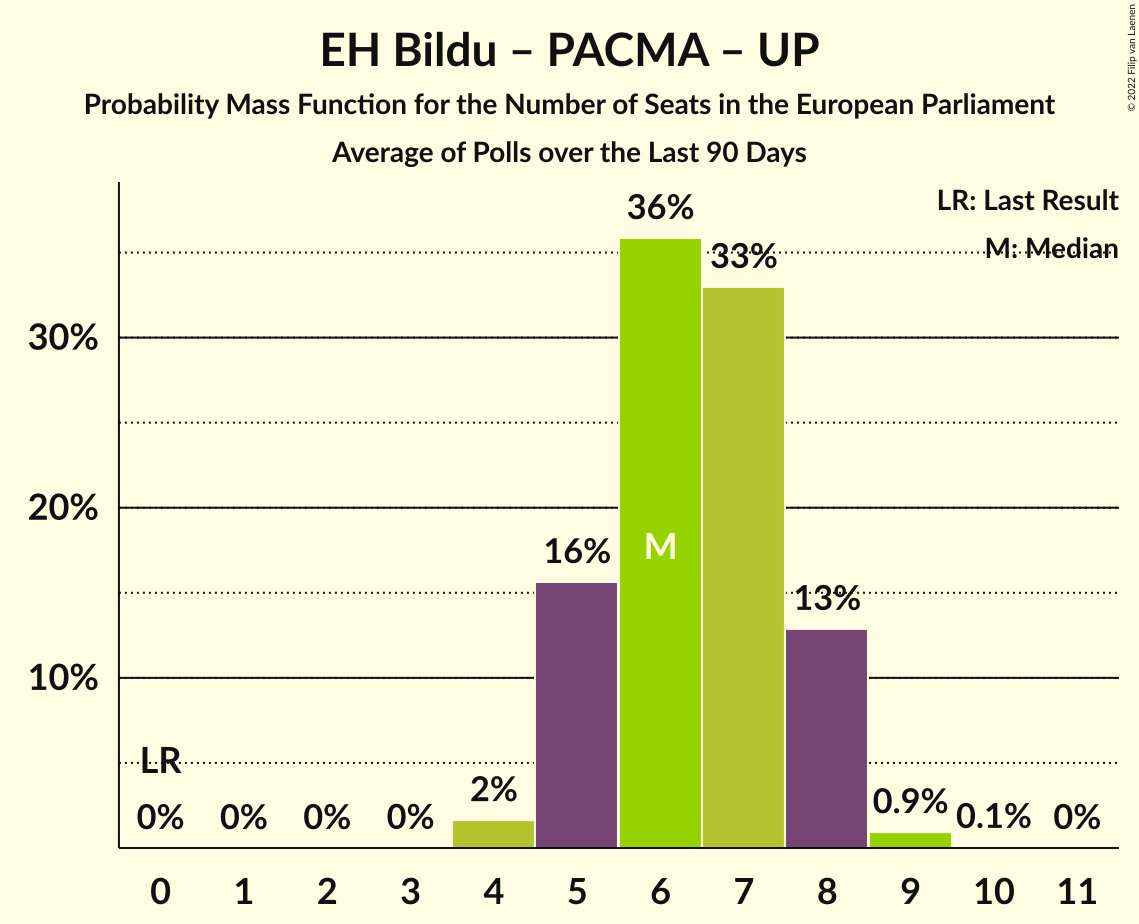 EH Bildu – PACMA – UP
Probability Mass Function for the Number of Seats in the European Parliament
Average of Polls over the Last 90 Days
© 2022 Filip van Laenen
LR: Last Result
M: Median
36%
33%
30%
20%
16%
M
13%
10%
LR
0%
0%
0%
0%
2%
0.9%
0.1%
0%
0 1 2 3 4 5 6 7 8 9 10 11